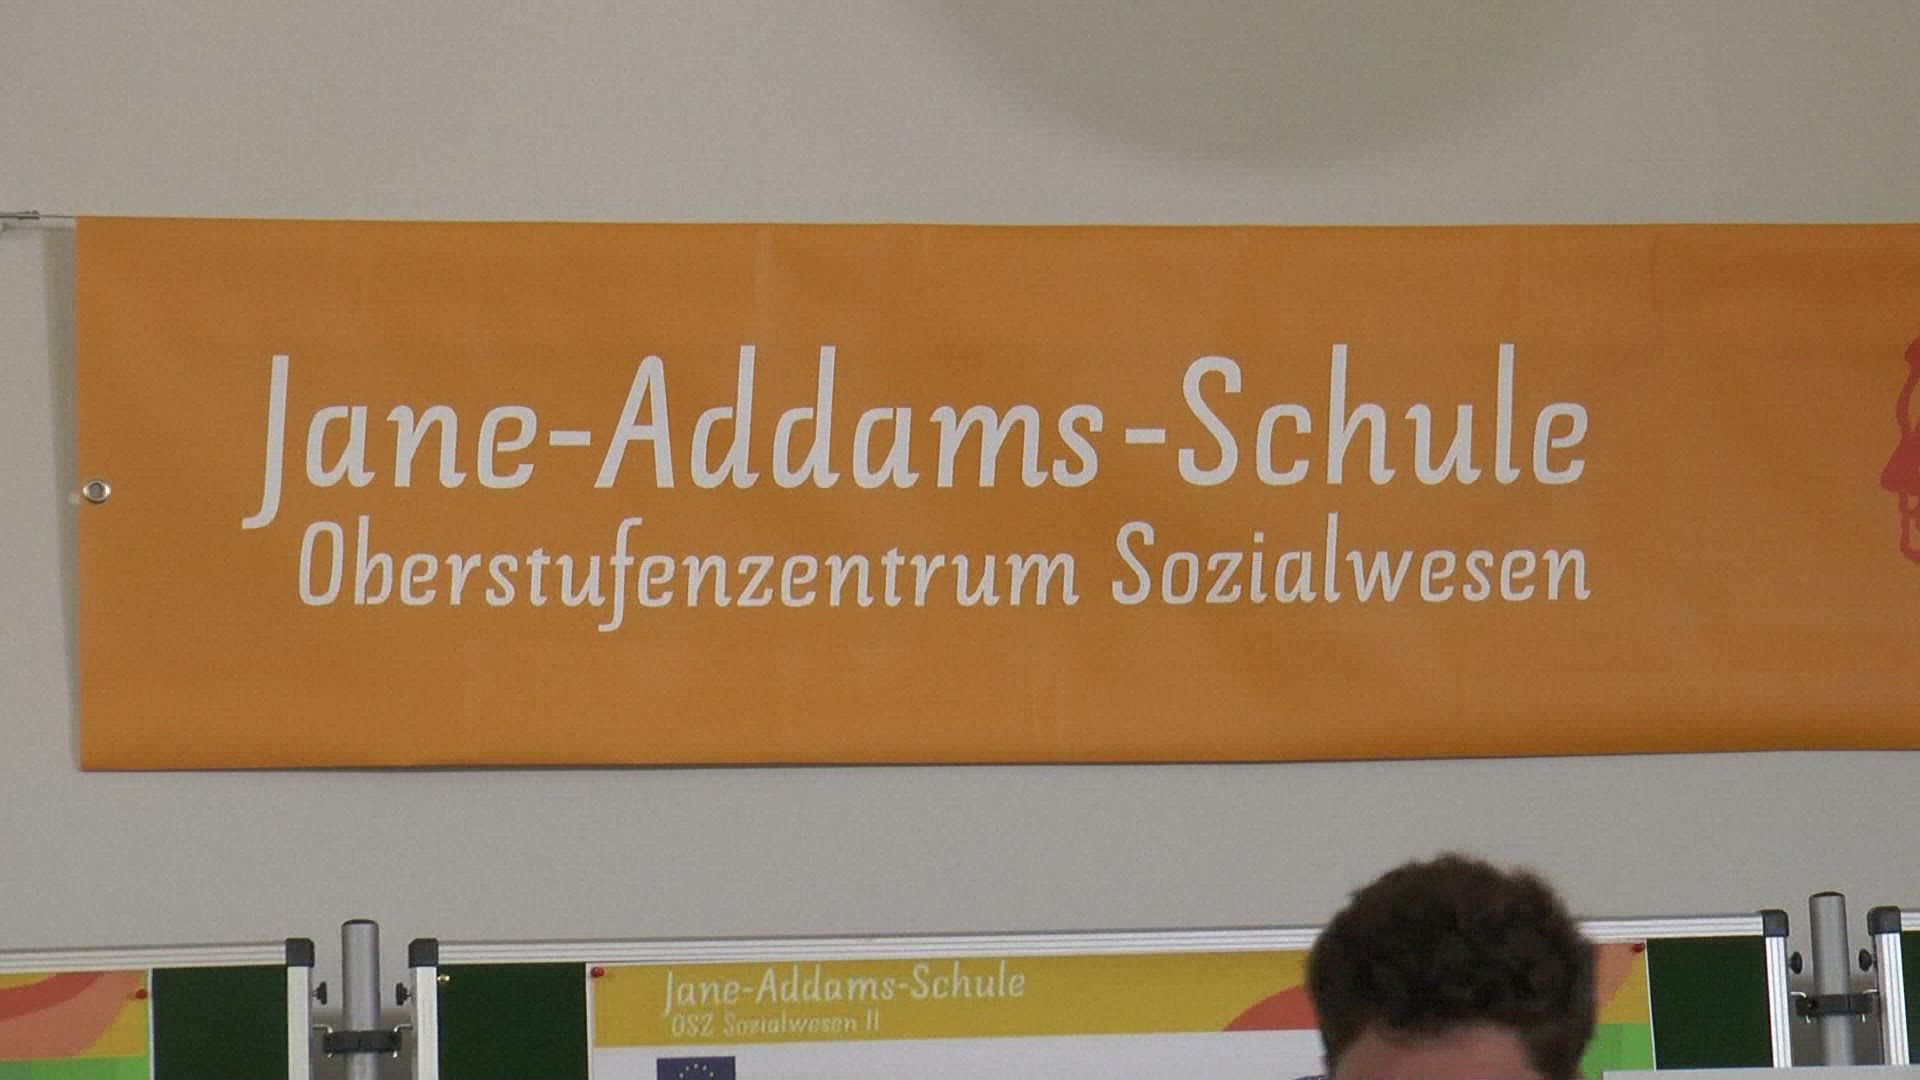 Jane-Addams-Schule
Oberstufenzentrum Sozialwesen
Jane-Addams-Schule
OSZ Sozialwesen II